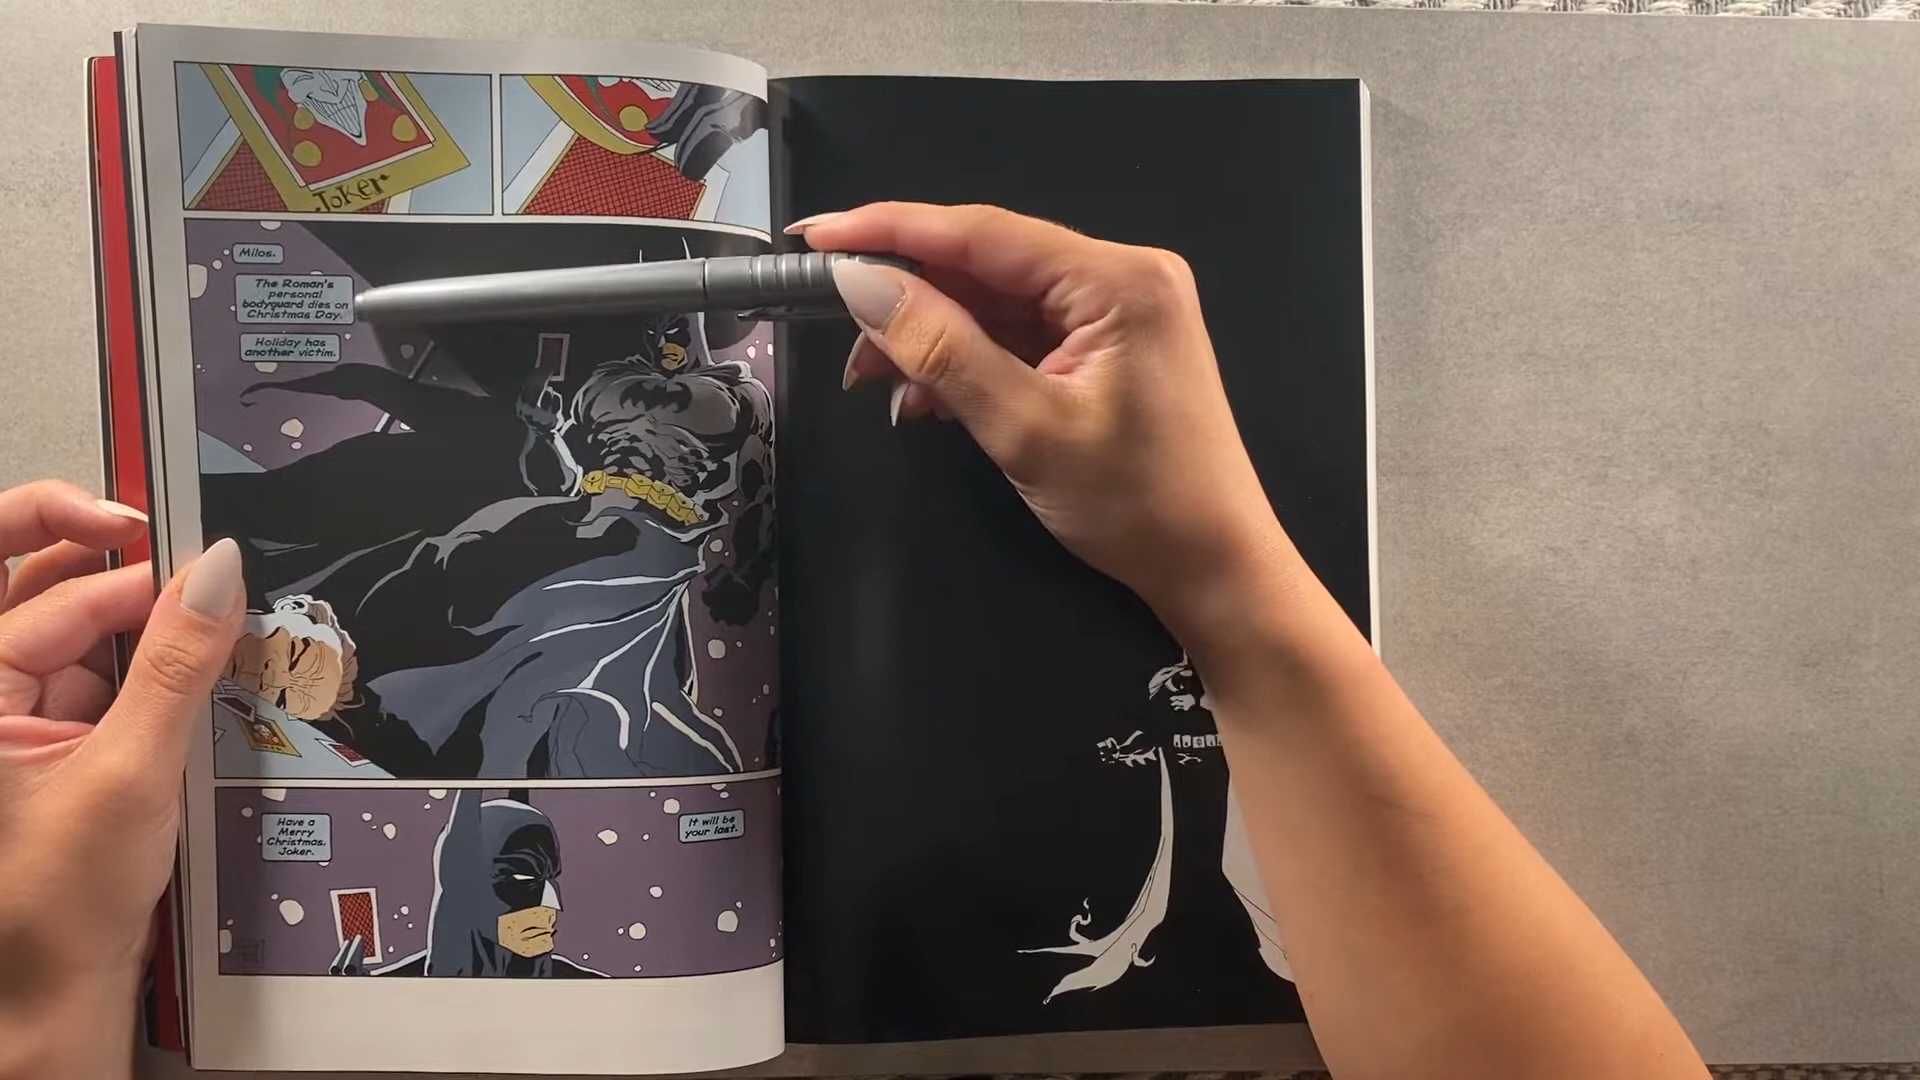 Joker
Milos.
The Roman's
personal
bodyguard dies on
Christmas Day.
Holiday has
another victim.
Have a
Merry
Christmas,
Joker.
It will be
your last.